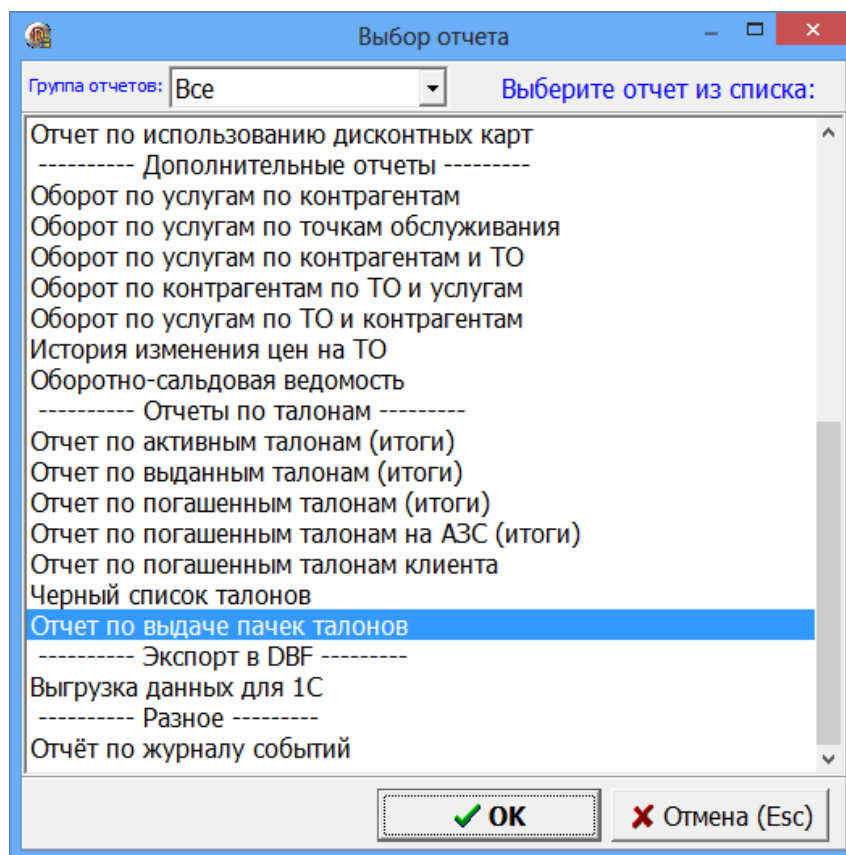 Выбор отчета
Группа отчетов: Все Выберите отчет из списка:
Отчет по использованию дисконтных карт
---------- Дополнительные отчеты ---------
Оборот по услугам по контрагентам
Оборот по услугам по точкам обслуживания
Оборот по услугам по контрагентам и ТО
Оборот по контрагентам по ТО и услугам
Оборот по услугам по ТО и контрагентам
История изменения цен на ТО
Оборотно-сальдовая ведомость
---------- Отчеты по талонам ---------
Отчет по активным талонам (итоги)
Отчет по выданным талонам (итоги)
Отчет по погашенным талонам (итоги)
Отчет по погашенным талонам на АЗС (итоги)
Отчет по погашенным талонам клиента
Черный список талонов
Отчет по выдаче пачек талонов
---------- Экспорт в DBF ---------
Выгрузка данных для 1С
---------- Разное ---------
Отчёт по журналу событий
OK Отмена (Esc)